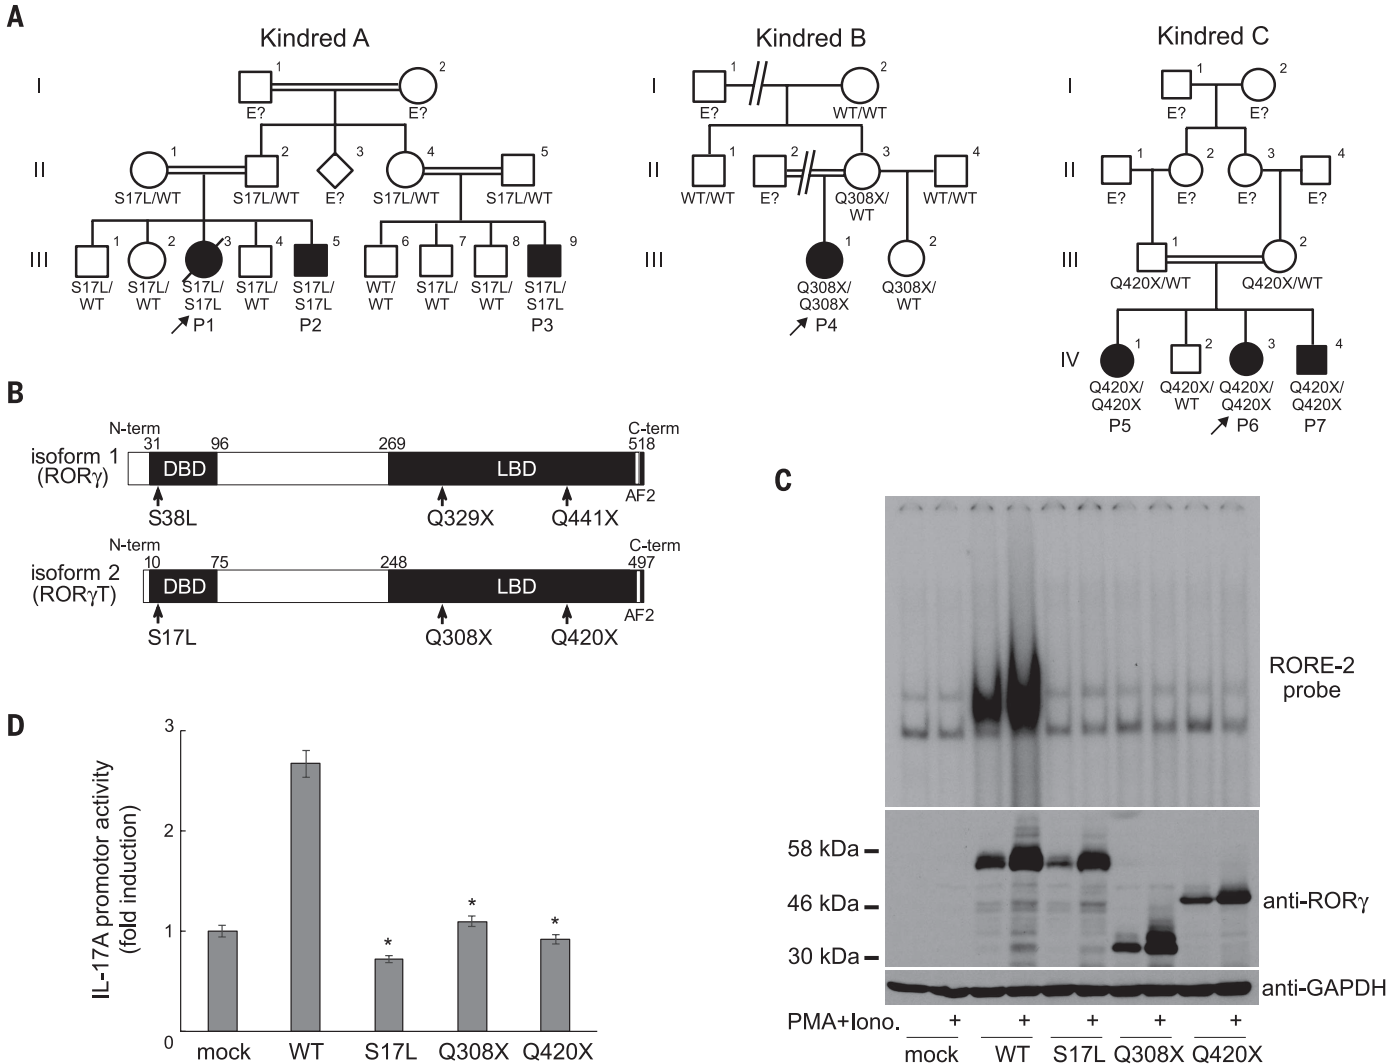 A
Kindred A
Kindred B
Kindred C
I
1
2
E?
E?
II
1
2
3
4
5
S17L/WT
S17L/WT
E?
S17L/WT
S17L/WT
III
1
2
3
4
5
6
7
8
9
S17L/
WT
S17L/
WT
S17L/
S17L
S17L/
WT
S17L/
S17L
WT/
WT
S17L/
WT
S17L/
WT
S17L/
S17L
P1
P2
P3
I
1
2
E?
WT/WT
II
1
2
3
4
WT/WT
E?
Q308X/
WT
WT/WT
III
1
2
Q308X/
Q308X
Q308X/
WT
P4
I
1
2
E?
E?
II
1
2
3
4
E?
E?
E?
E?
III
1
2
Q420X/WT
Q420X/WT
IV
1
2
3
4
Q420X/
Q420X
Q420X/
WT
Q420X/
Q420X
Q420X/
Q420X
P5
P6
P7
B
N-term
C-term
31
96
269
518
isoform 1
(RORγ)
DBD
LBD
AF2
S38L
Q329X
Q441X
N-term
C-term
10
75
248
497
isoform 2
(RORγT)
DBD
LBD
AF2
S17L
Q308X
Q420X
C
RORE-2
probe
58 kDa
46 kDa
30 kDa
anti-RORγ
anti-GAPDH
PMA+Iono.
+
+
+
+
+
mock
WT
S17L
Q308X
Q420X
D
IL-17A promotor activity
(fold induction)
3
2
1
0
*
*
*
mock
WT
S17L
Q308X
Q420X